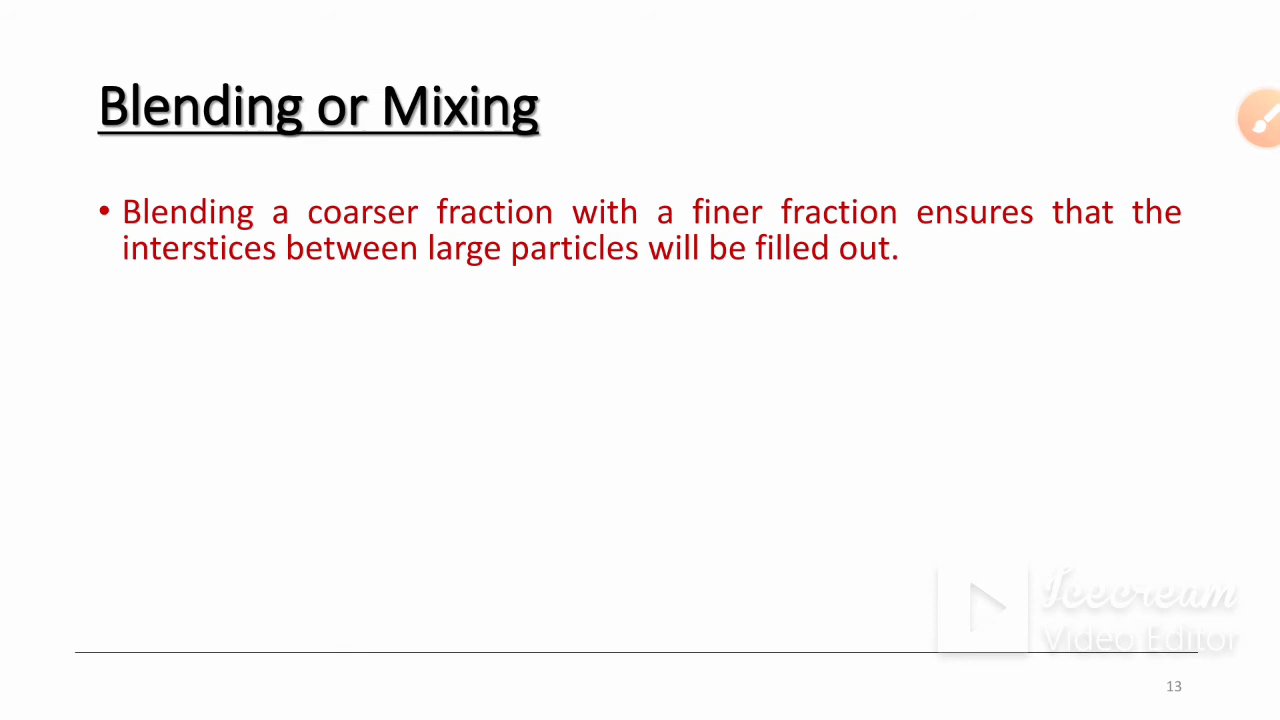 Blending or Mixing
• Blending a coarser fraction with a finer fraction ensures that the
interstices between large particles will be filled out.
Icecream
Video Editor
13